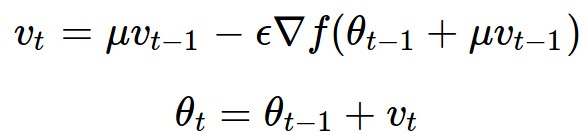 v_t = μv_{t−1} − ϵ∇f(θ_{t−1} + μv_{t−1})
θ_t = θ_{t−1} + v_t